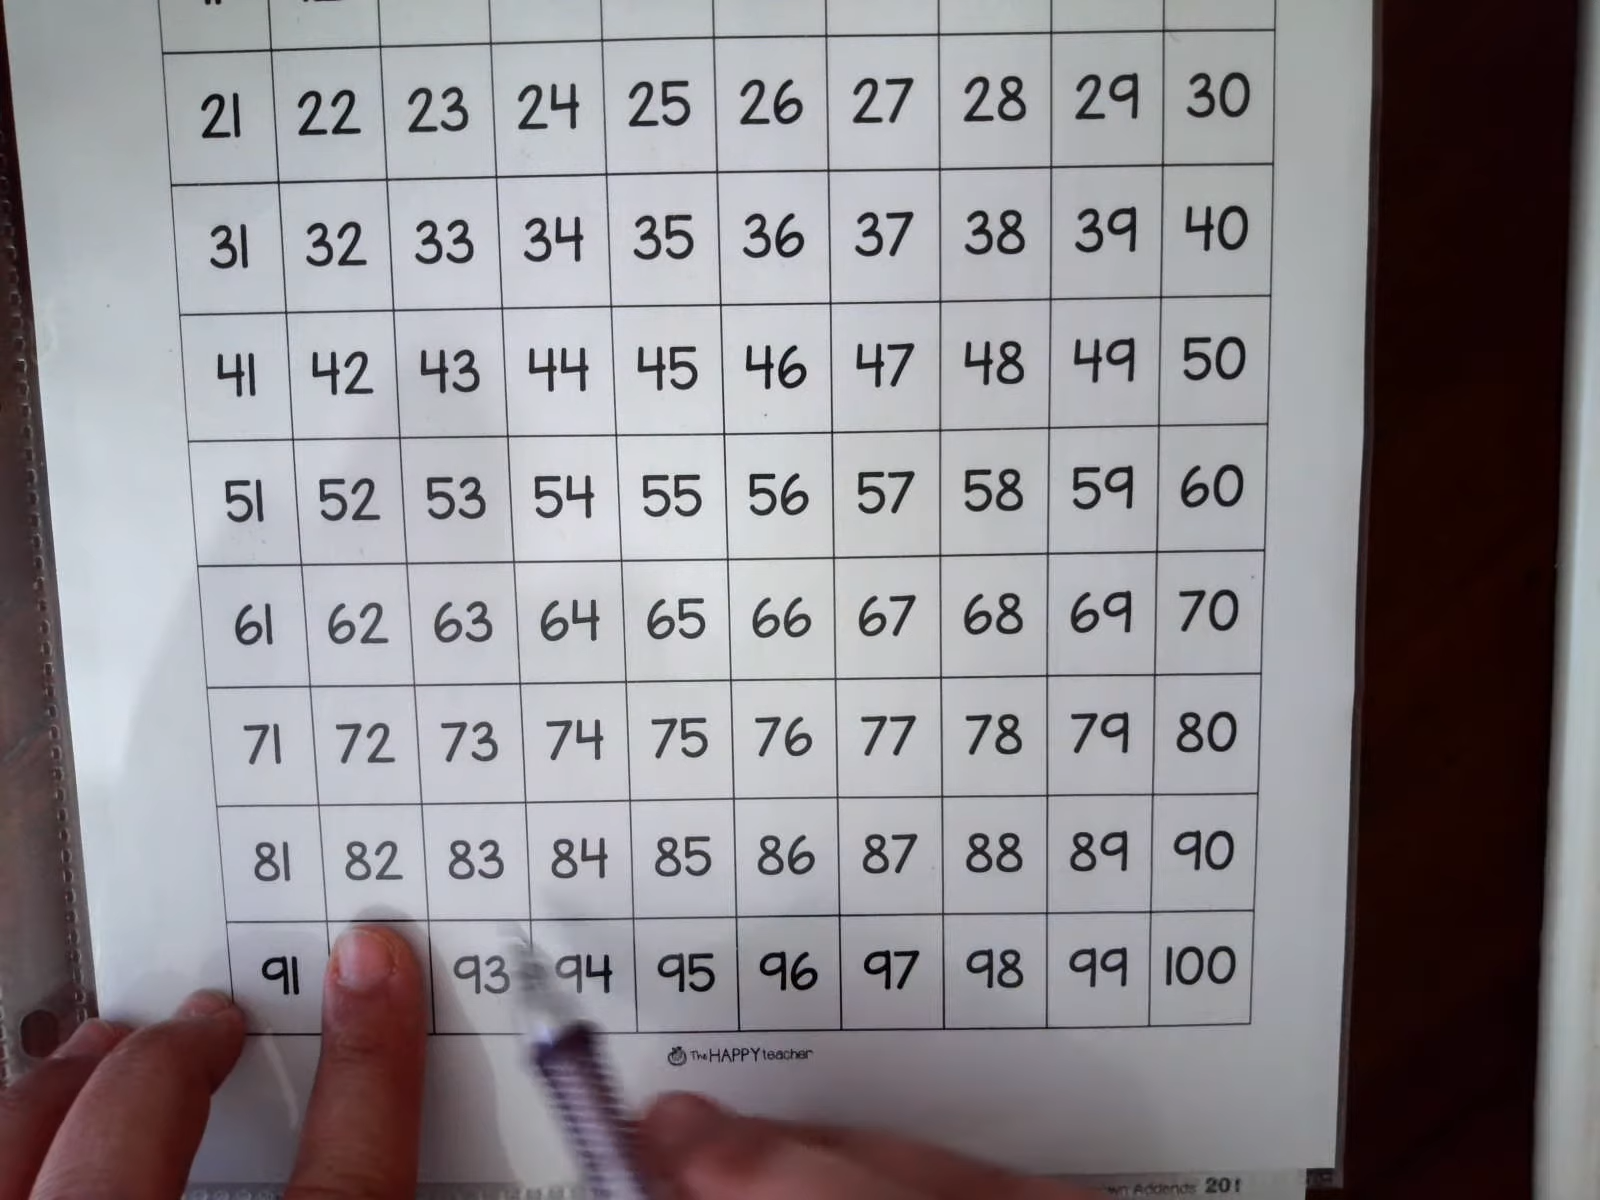 21 22 23 24 25 26 27 28 29 30
31 32 33 34 35 36 37 38 39 40
41 42 43 44 45 46 47 48 49 50
51 52 53 54 55 56 57 58 59 60
61 62 63 64 65 66 67 68 69 70
71 72 73 74 75 76 77 78 79 80
81 82 83 84 85 86 87 88 89 90
91 93 94 95 96 97 98 99 100
The HAPPY teacher
Addends 201